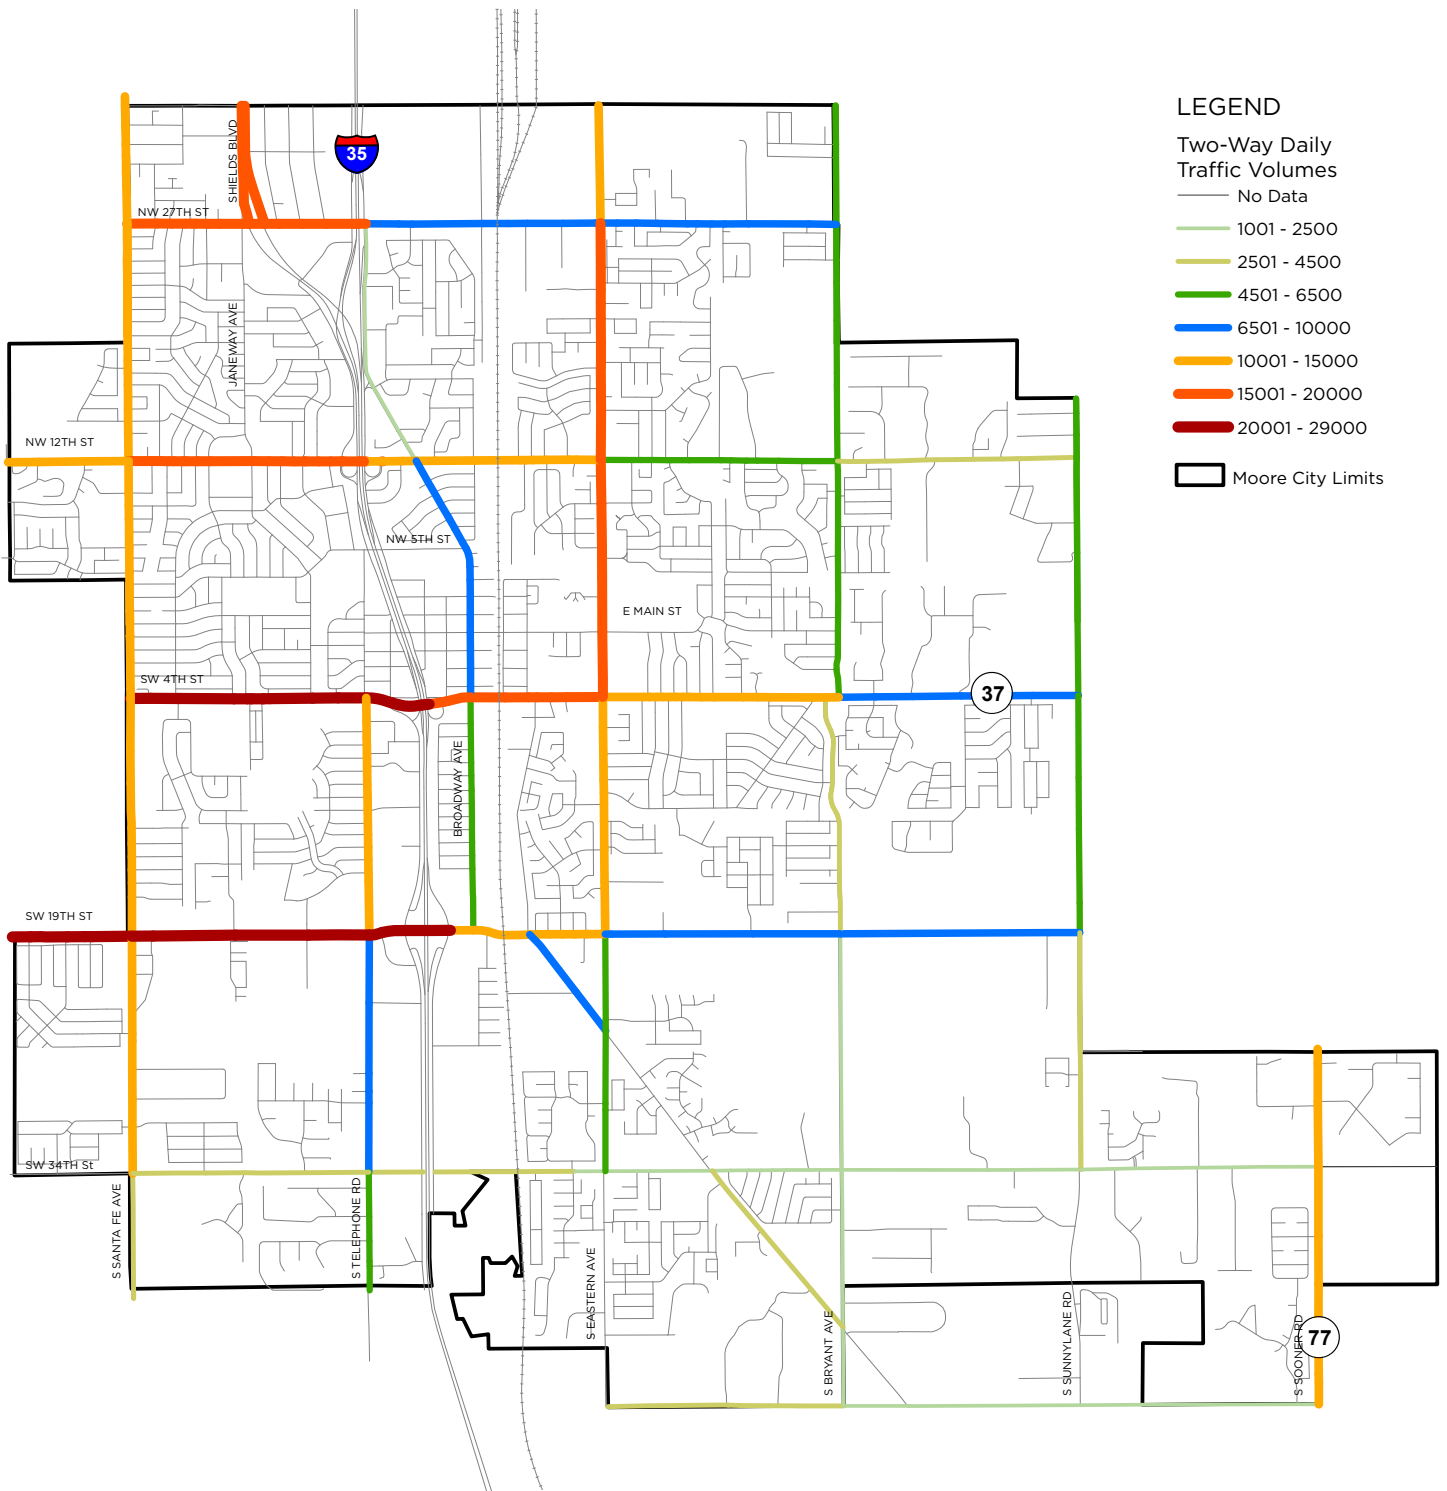 LEGEND
Two-Way Daily
Traffic Volumes
No Data
1001 - 2500
2501 - 4500
4501 - 6500
6501 - 10000
10001 - 15000
15001 - 20000
20001 - 29000
Moore City Limits
SHIELDS BLVD
35
NW 27TH ST
JANEWAY AVE
NW 12TH ST
NW 5TH ST
E MAIN ST
SW 4TH ST
37
BROADWAY AVE
SW 19TH ST
SW 34TH St
S SANTA FE AVE
S TELEPHONE RD
S EASTERN AVE
S BRYANT AVE
S SUNNYLANE RD
S SOONER RD
77